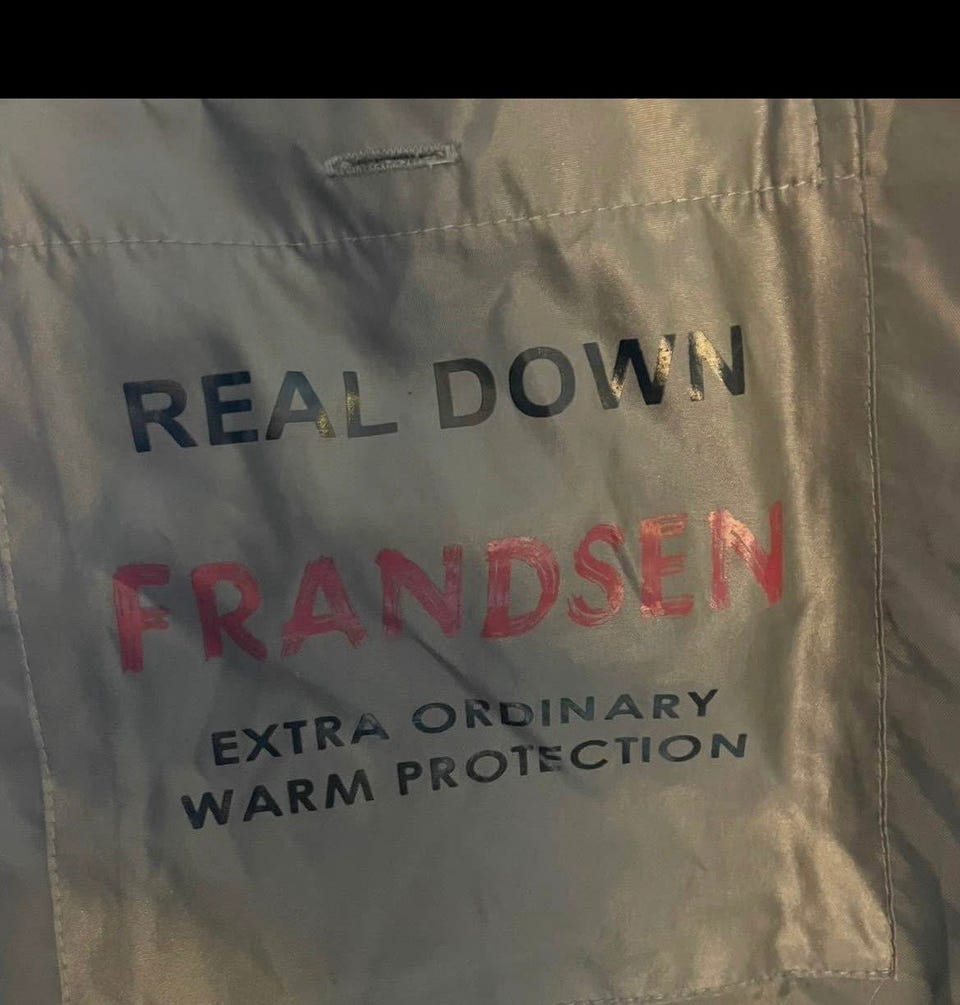 REAL DOWN
FRANDSEN
EXTRA ORDINARY
WARM PROTECTION